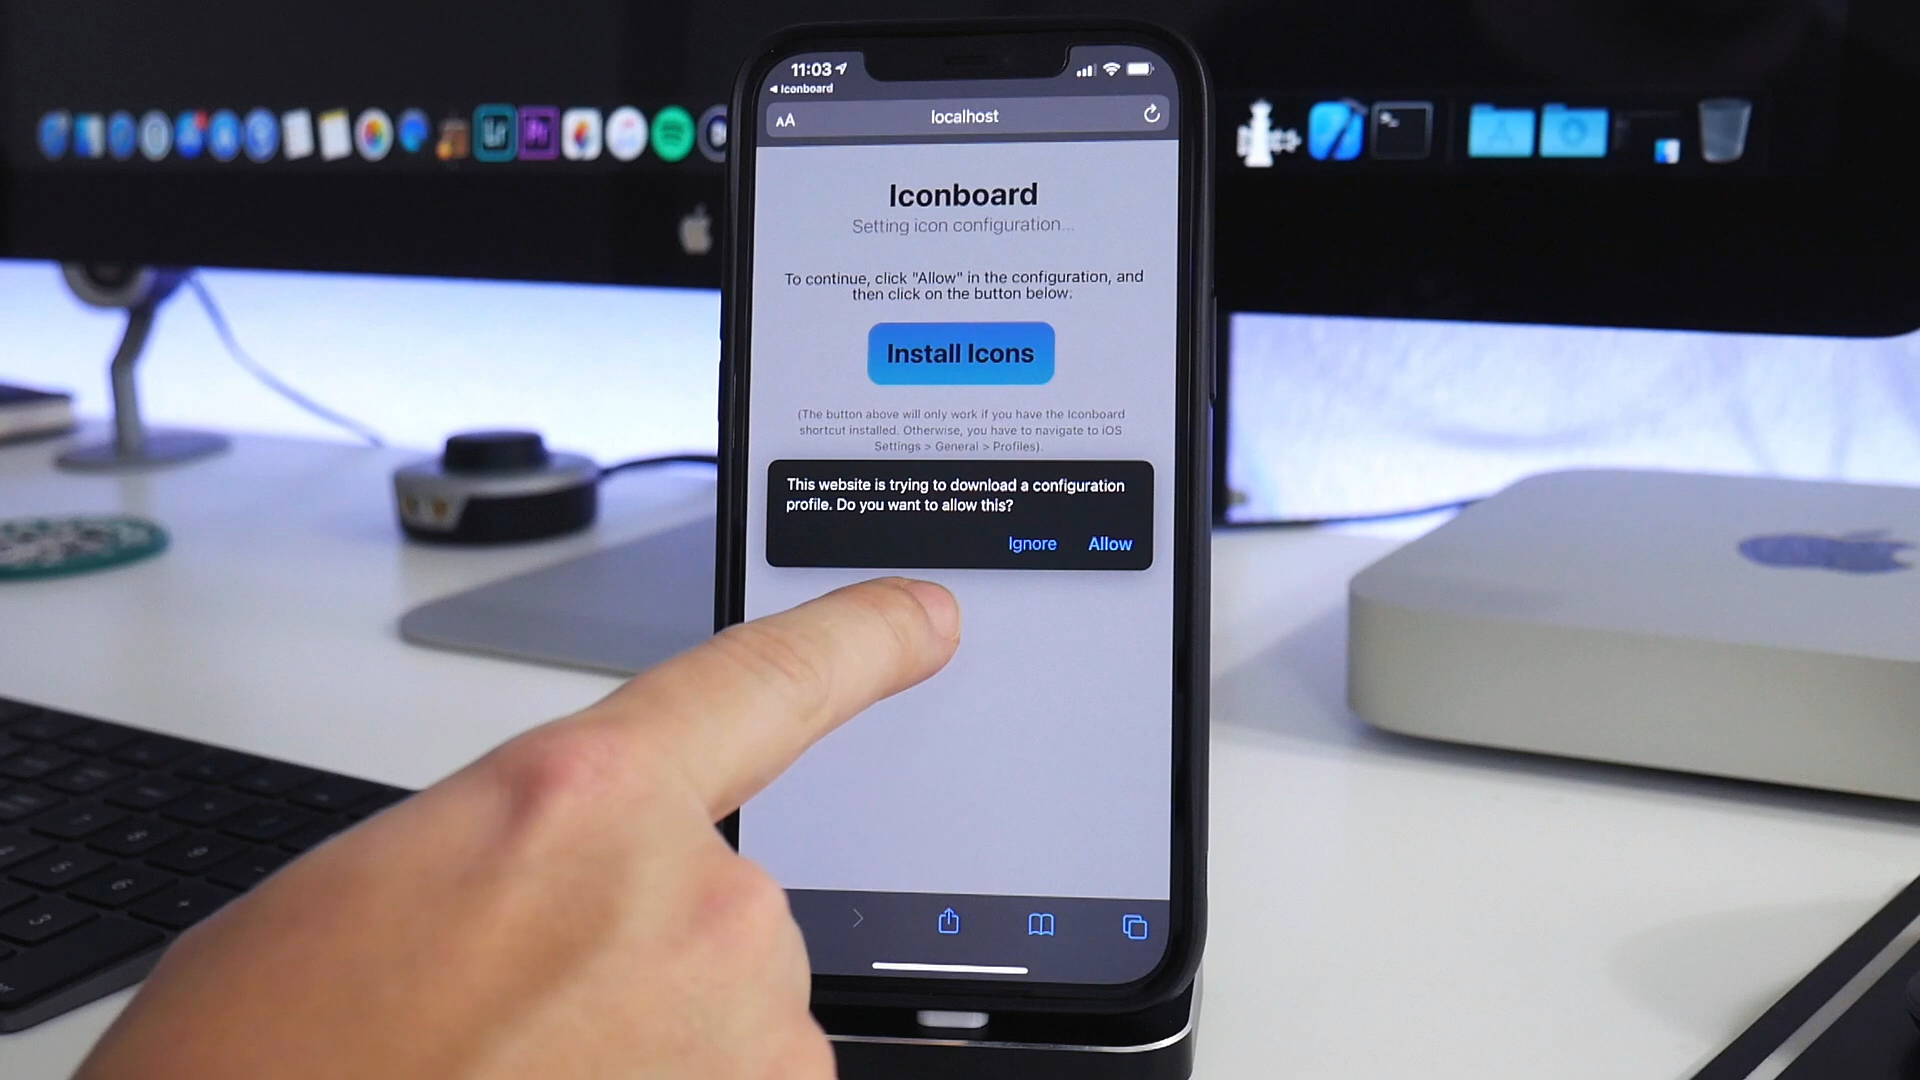 11:03
◀ Iconboard
AA
localhost
Iconboard
Setting icon configuration...
To continue, click "Allow" in the configuration, and
then click on the button below:
Install Icons
(The button above will only work if you have the Iconboard
shortcut installed. Otherwise, you have to navigate to iOS
Settings > General > Profiles).
This website is trying to download a configuration
profile. Do you want to allow this?
Ignore
Allow
Lr
Pr